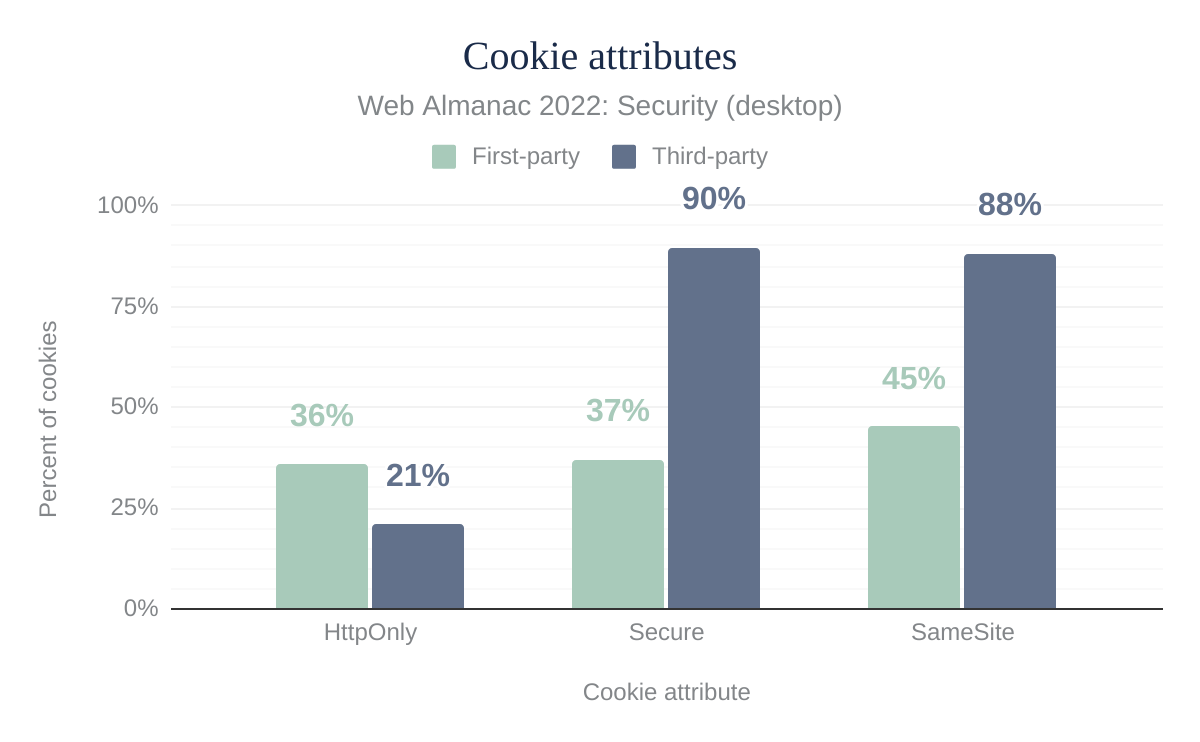 Cookie attributes
Web Almanac 2022: Security (desktop)
First-party Third-party
90%
88%
100%
75%
45%
50%
36%
37%
21%
25%
0%
Percent of cookies
HttpOnly Secure SameSite
Cookie attribute